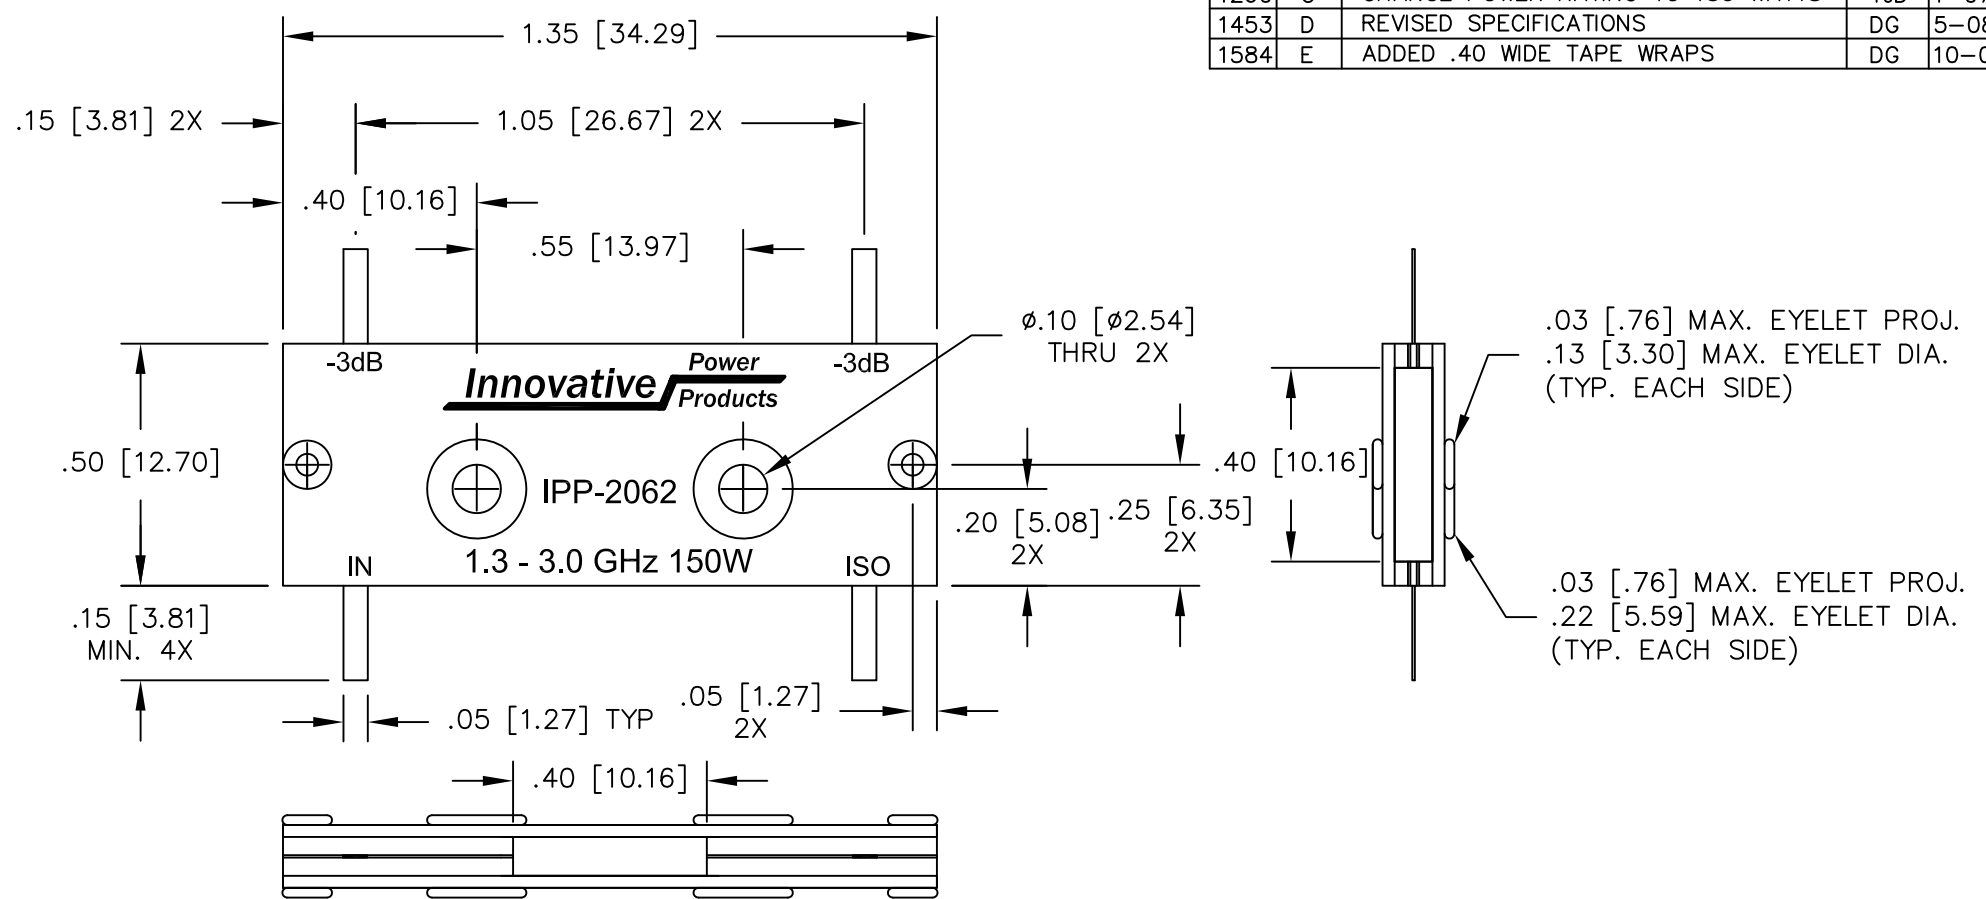 1453 D REVISED SPECIFICATIONS DG 5-08
1584 E ADDED .40 WIDE TAPE WRAPS DG
1.35 [34.29]
.15 [3.81] 2X
1.05 [26.67] 2X
.40 [10.16]
.55 [13.97]
ø.10 [ø2.54]
THRU 2X
.03 [.76] MAX. EYELET PROJ.
.13 [3.30] MAX. EYELET DIA.
(TYP. EACH SIDE)
-3dB
-3dB
Innovative Power Products
.50 [12.70]
IPP-2062
1.3 - 3.0 GHz 150W
IN
ISO
.20 [5.08]
2X
.25 [6.35]
2X
.40 [10.16]
.03 [.76] MAX. EYELET PROJ.
.22 [5.59] MAX. EYELET DIA.
(TYP. EACH SIDE)
.15 [3.81]
MIN. 4X
.05 [1.27] TYP
.05 [1.27]
2X
.40 [10.16]